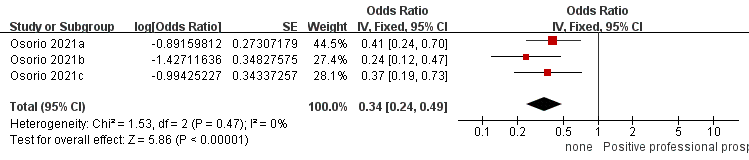 Odds Ratio Odds Ratio
Study or Subgroup log[Odds Ratio] SE Weight IV, Fixed, 95% CI IV, Fixed, 95% CI
Osorio 2021a -0.89159812 0.27307179 44.5% 0.41 [0.24, 0.70]
Osorio 2021b -1.42711636 0.34827575 27.4% 0.24 [0.12, 0.47]
Osorio 2021c -0.99425227 0.34337257 28.1% 0.37 [0.19, 0.73]
Total (95% CI) 100.0% 0.34 [0.24, 0.49]
Heterogeneity: Chi² = 1.53, df = 2 (P = 0.47); I² = 0%
Test for overall effect: Z = 5.86 (P < 0.00001)
0.1 0.2 0.5 1 2 5 10
none Positive professional prosp